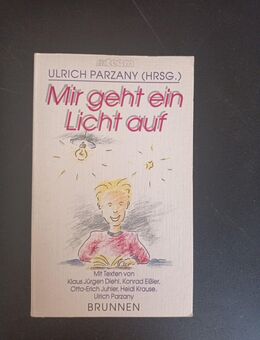 ULRICH PARZANY (HRSG.)
Mir geht ein
Licht auf
Mit Texten von
Klaus Jürgen Diehl, Konrad Eißler,
Otto-Erich Juhler, Heidi Krause,
Ulrich Parzany
BRUNNEN